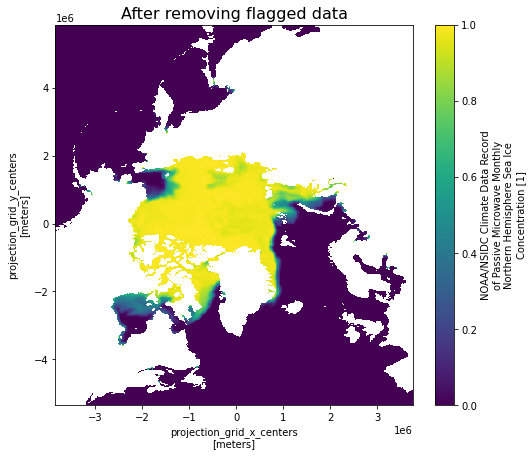 After removing flagged data
1e6
4
2
0
−2
−4
projection_grid_y_centers
[meters]
−3
−2
−1
0
1
2
3
1e6
projection_grid_x_centers
[meters]
1.0
0.8
0.6
0.4
0.2
0.0
NOAA/NSIDC Climate Data Record
of Passive Microwave Monthly
Northern Hemisphere Sea Ice
Concentration [1]